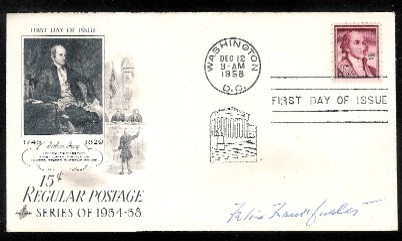 FIRST DAY OF ISSUE
1745 1829
John Jay
15¢
REGULAR POSTAGE
SERIES OF 1954-58
WASHINGTON
DEC 12
9-AM
1958
D.C.
FIRST DAY OF ISSUE